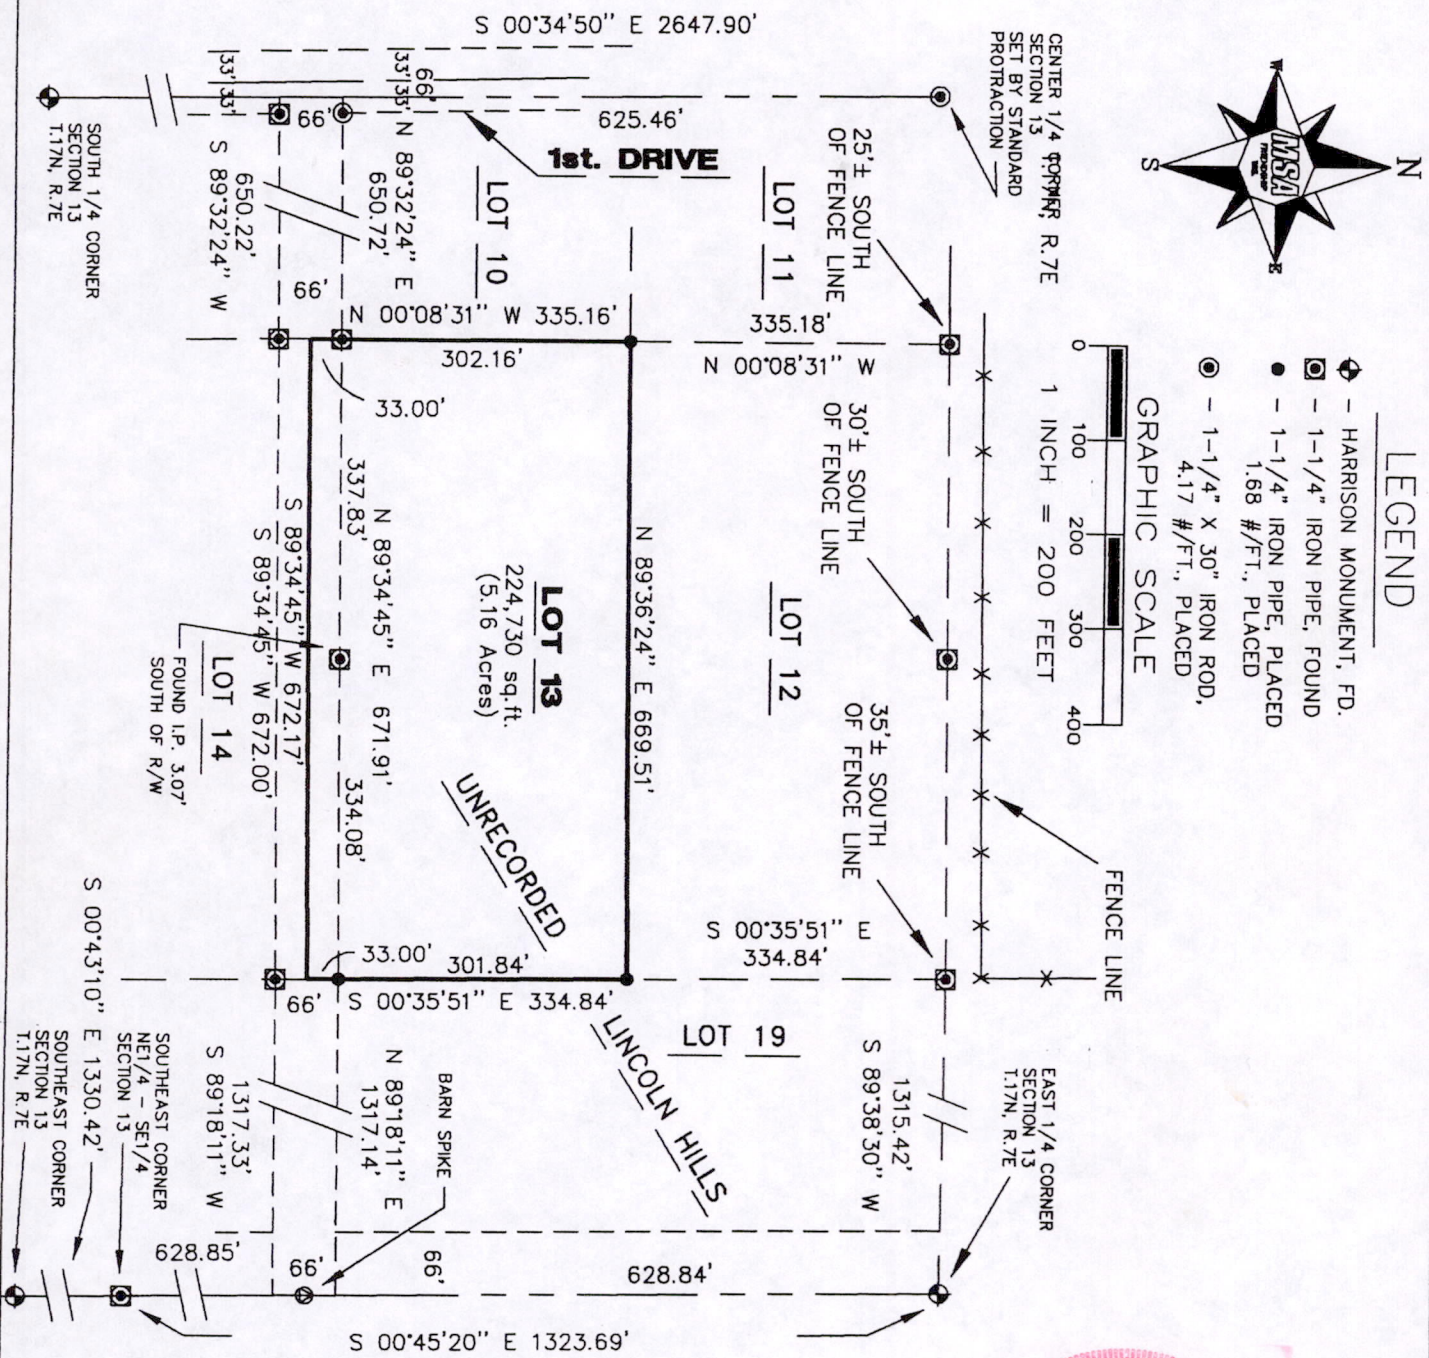 S 00°34'50" E 2647.90'
CENTER 1/4 CORNER
SECTION 13
R.7E
SET BY STANDARD
PROTRACTION
N
W
E
S
MSA
LEGEND
- HARRISON MONUMENT, FD.
- 1-1/4" IRON PIPE, FOUND
- 1-1/4" IRON PIPE, PLACED
1.68 #/FT., PLACED
- 1-1/4" X 30" IRON ROD,
4.17 #/FT., PLACED
GRAPHIC SCALE
0
100
200
300
400
1 INCH = 200 FEET
33'
33'
66'
33'
33'
66'
625.46'
1st. DRIVE
SOUTH 1/4 CORNER
SECTION 13
T.17N, R.7E
650.22'
S 89°32'24" W
N 89°32'24" E
650.72'
LOT 10
LOT 11
25'± SOUTH
OF FENCE LINE
66'
N 00°08'31" W 335.16'
302.16'
335.18'
N 00°08'31" W
33.00'
30'± SOUTH
OF FENCE LINE
337.83'
N 89°34'45" E 671.91'
334.08'
S 89°34'45" W 672.17'
S 89°34'45" W 672.00'
N 89°36'24" E 669.51'
LOT 13
224,730 sq.ft.
(5.16 Acres)
LOT 12
LOT 14
FOUND I.P. 3.07'
SOUTH OF R/W
35'± SOUTH
OF FENCE LINE
FENCE LINE
UNRECORDED
LINCOLN HILLS
33.00'
301.84'
S 00°35'51" E
334.84'
66'
S 00°35'51" E 334.84'
LOT 19
S 00°43'10" E 1330.42'
SOUTHEAST CORNER
SECTION 13
T.17N, R.7E
SOUTHEAST CORNER
NE1/4 - SE1/4
SECTION 13
1317.33'
S 89°18'11" W
N 89°18'11" E
1317.14'
BARN SPIKE
1315.42'
S 89°38'30" W
EAST 1/4 CORNER
SECTION 13
T.17N, R.7E
628.85'
66'
66'
628.84'
S 00°45'20" E 1323.69'